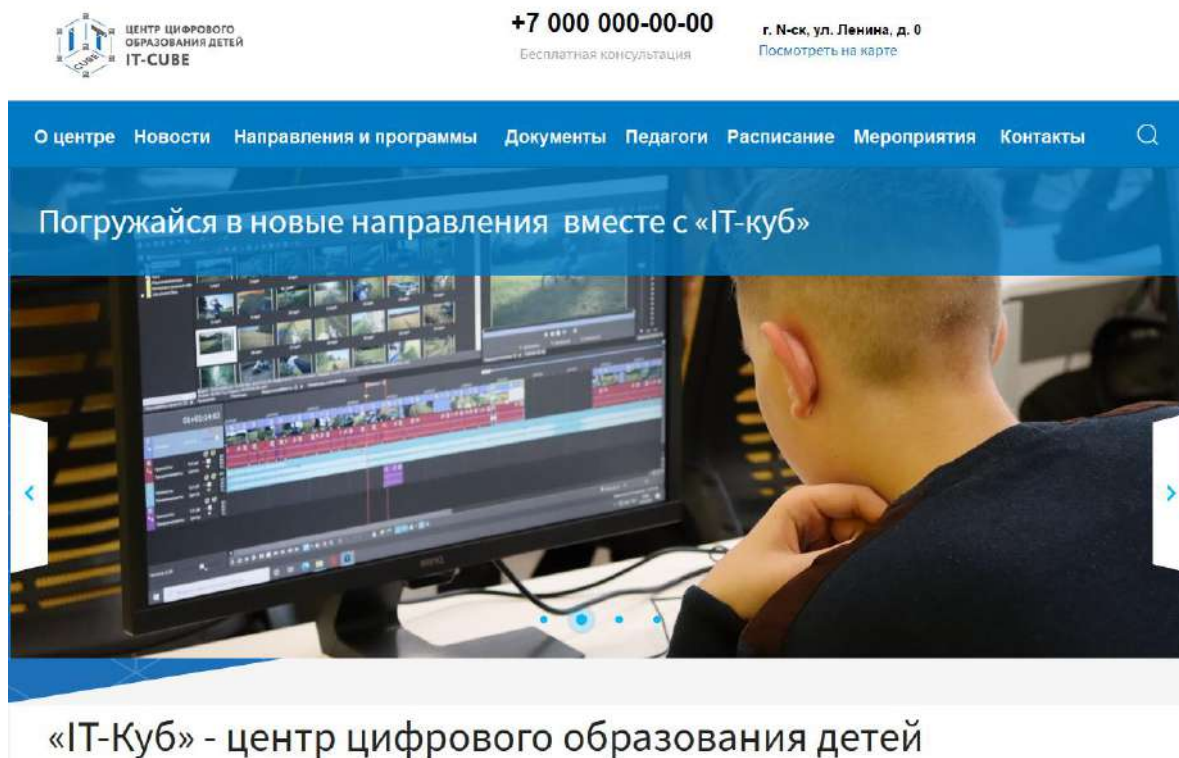 ЦЕНТР ЦИФРОВОГО
ОБРАЗОВАНИЯ ДЕТЕЙ
IT-CUBE
+7 000 000-00-00
Бесплатная консультация
г. N-ск, ул. Ленина, д. 0
Посмотреть на карте
О центре Новости Направления и программы Документы Педагоги Расписание Мероприятия Контакты
Погружайся в новые направления вместе с «IT-куб»
«IT-Куб» - центр цифрового образования детей